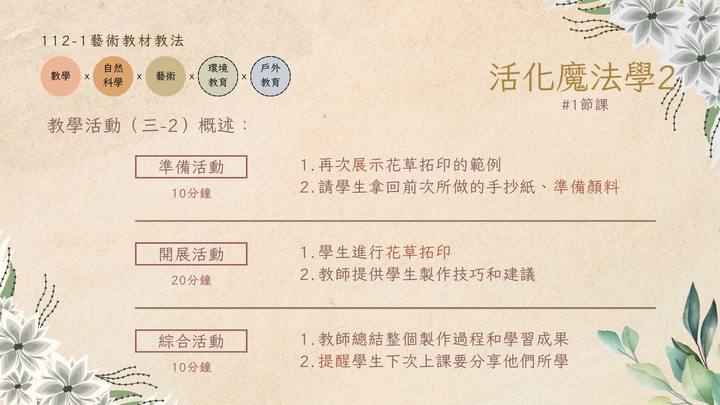 112-1藝術教材教法
數學 x 自然科學 x 藝術 x 環境教育 x 戶外教育
活化魔法學2
#1節課
教學活動（三-2）概述：
準備活動
10分鐘
1.再次展示花草拓印的範例
2.請學生拿回前次所做的手抄紙、準備顏料
開展活動
20分鐘
1.學生進行花草拓印
2.教師提供學生製作技巧和建議
綜合活動
10分鐘
1.教師總結整個製作過程和學習成果
2.提醒學生下次上課要分享他們所學